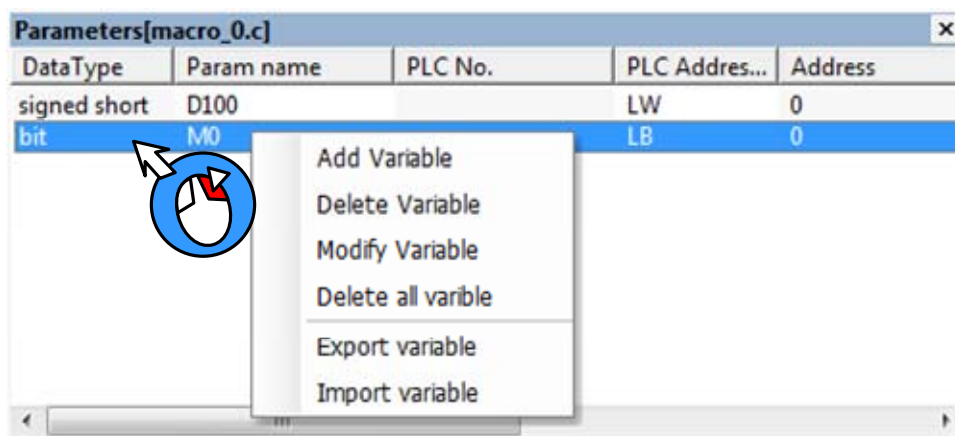 Parameters[macro_0.c]
DataType Param name PLC No. PLC Addres... Address
signed short D100 LW 0
bit M0 LB 0
Add Variable
Delete Variable
Modify Variable
Delete all varible
Export variable
Import variable